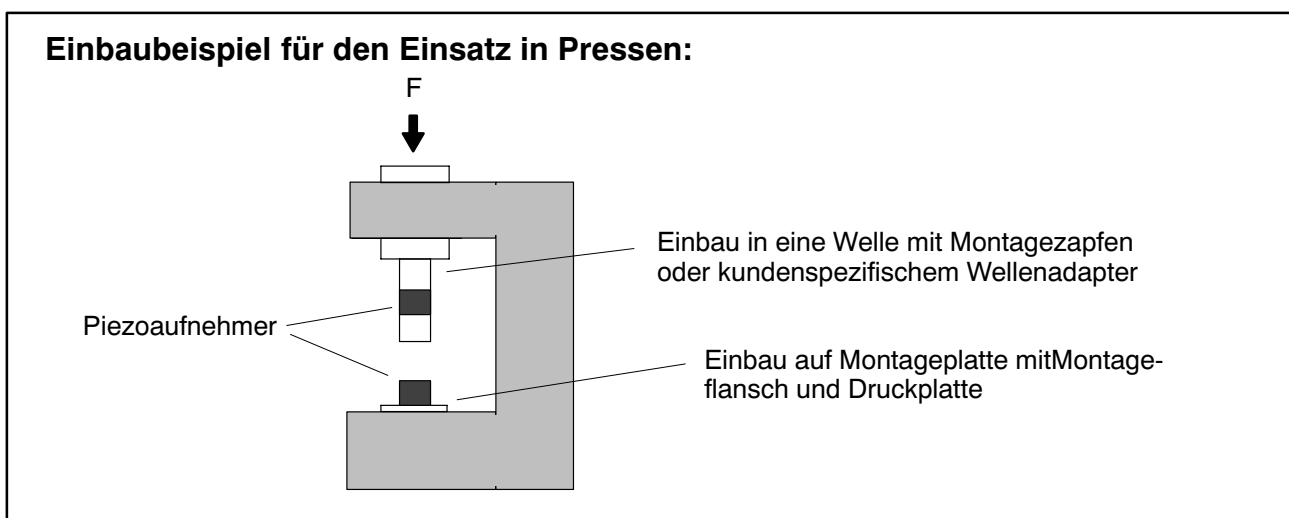 Einbaubeispiel für den Einsatz in Pressen:
F
Einbau in eine Welle mit Montagezapfen
oder kundenspezifischem Wellenadapter
Piezoaufnehmer
Einbau auf Montageplatte mitMontage-
flansch und Druckplatte